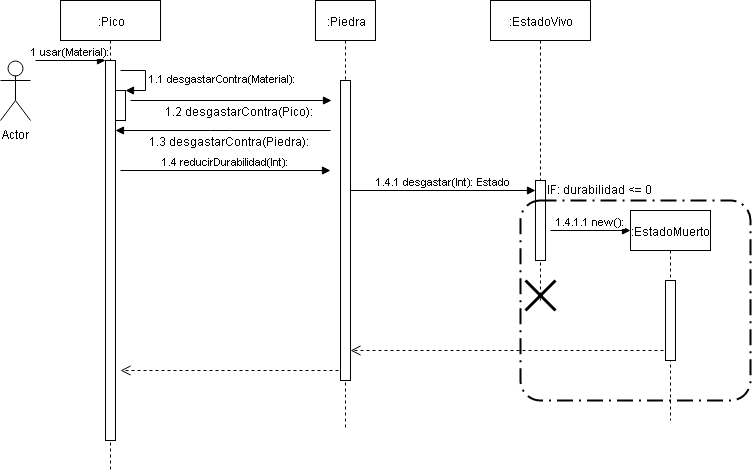 :Pico
:Piedra
:EstadoVivo
1 usar(Material):
1.1 desgastarContra(Material):
Actor
1.2 desgastarContra(Pico):
1.3 desgastarContra(Piedra):
1.4 reducirDurabilidad(Int):
1.4.1 desgastar(Int): Estado
IF: durabilidad <= 0
1.4.1.1 new():
:EstadoMuerto